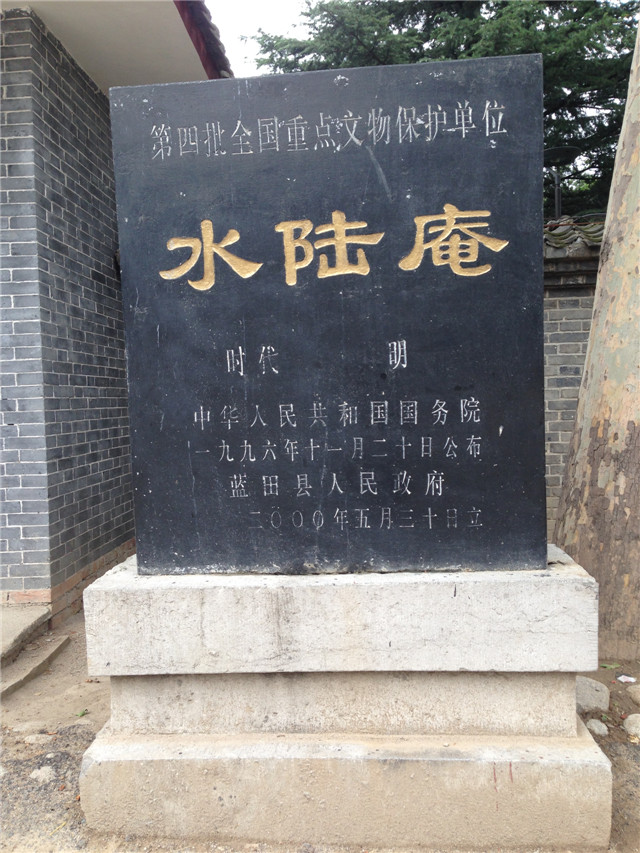 第四批全国重点文物保护单位
水陆庵
时代 明
中华人民共和国国务院
一九九六年十一月二十日公布
蓝田县人民政府
二〇〇〇年五月三十日立